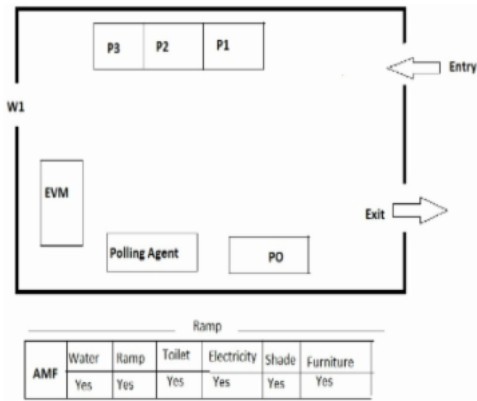 P3 P2 P1
Entry
W1
EVM
Exit
Polling Agent
PO
Ramp
AMF Water Ramp Toilet Electricity Shade Furniture
Yes Yes Yes Yes Yes Yes